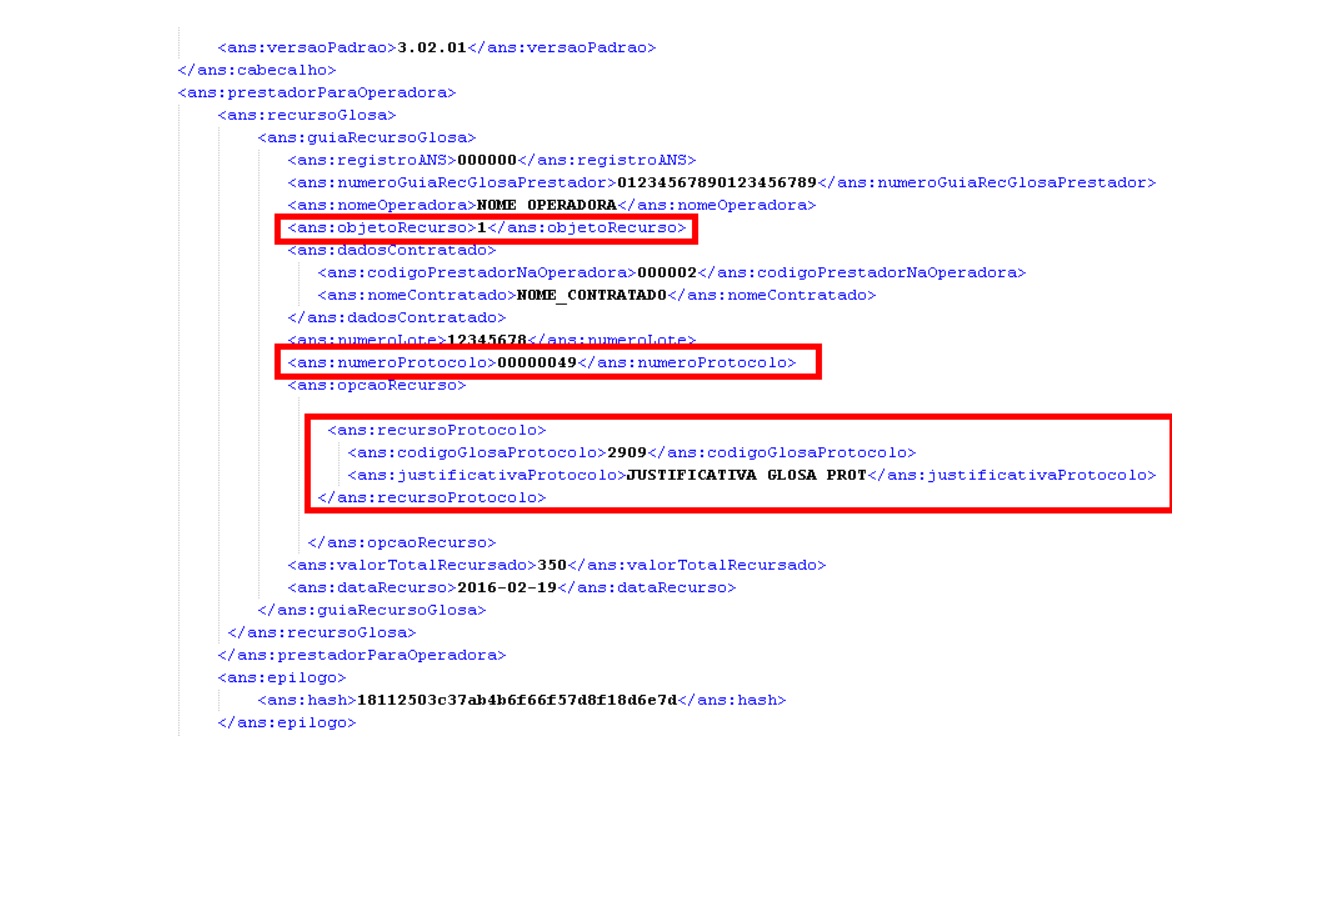 <ans:versaoPadrao>3.02.01</ans:versaoPadrao>
</ans:cabecalho>
<ans:prestadorParaOperadora>
<ans:recursoGlosa>
<ans:guiaRecursoGlosa>
<ans:registroANS>000000</ans:registroANS>
<ans:numeroGuiaRecGlosaPrestador>01234567890123456789</ans:numeroGuiaRecGlosaPrestador>
<ans:nomeOperadora>NOME OPERADORA</ans:nomeOperadora>
<ans:objetoRecurso>1</ans:objetoRecurso>
<ans:dadosContratado>
<ans:codigoPrestadorNaOperadora>000002</ans:codigoPrestadorNaOperadora>
<ans:nomeContratado>NOME_CONTRATADO</ans:nomeContratado>
</ans:dadosContratado>
<ans:numeroLote>12345678</ans:numeroLote>
<ans:numeroProtocolo>00000049</ans:numeroProtocolo>
<ans:opcaoRecurso>
<ans:recursoProtocolo>
<ans:codigoGlosaProtocolo>2909</ans:codigoGlosaProtocolo>
<ans:justificativaProtocolo>JUSTIFICATIVA GLOSA PROT</ans:justificativaProtocolo>
</ans:recursoProtocolo>
</ans:opcaoRecurso>
<ans:valorTotalRecursado>350</ans:valorTotalRecursado>
<ans:dataRecurso>2016-02-19</ans:dataRecurso>
</ans:guiaRecursoGlosa>
</ans:recursoGlosa>
</ans:prestadorParaOperadora>
<ans:epilogo>
<ans:hash>18112503c37ab4b6f66f57d8f18d6e7d</ans:hash>
</ans:epilogo>